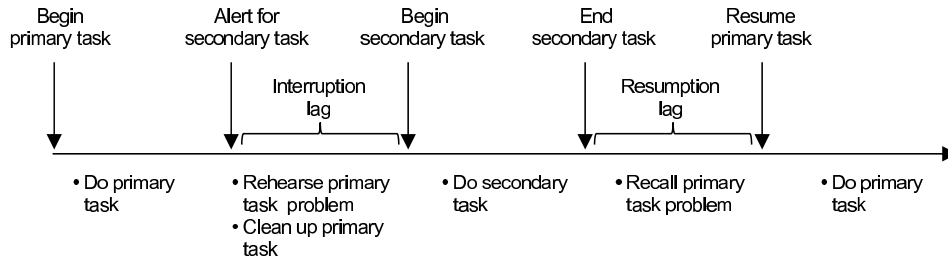 Begin
primary task
Alert for
secondary task
Begin
secondary task
End
secondary task
Resume
primary task
Interruption
lag
Resumption
lag
• Do primary
task
• Rehearse primary
task problem
• Clean up primary
task
• Do secondary
task
• Recall primary
task problem
• Do primary
task